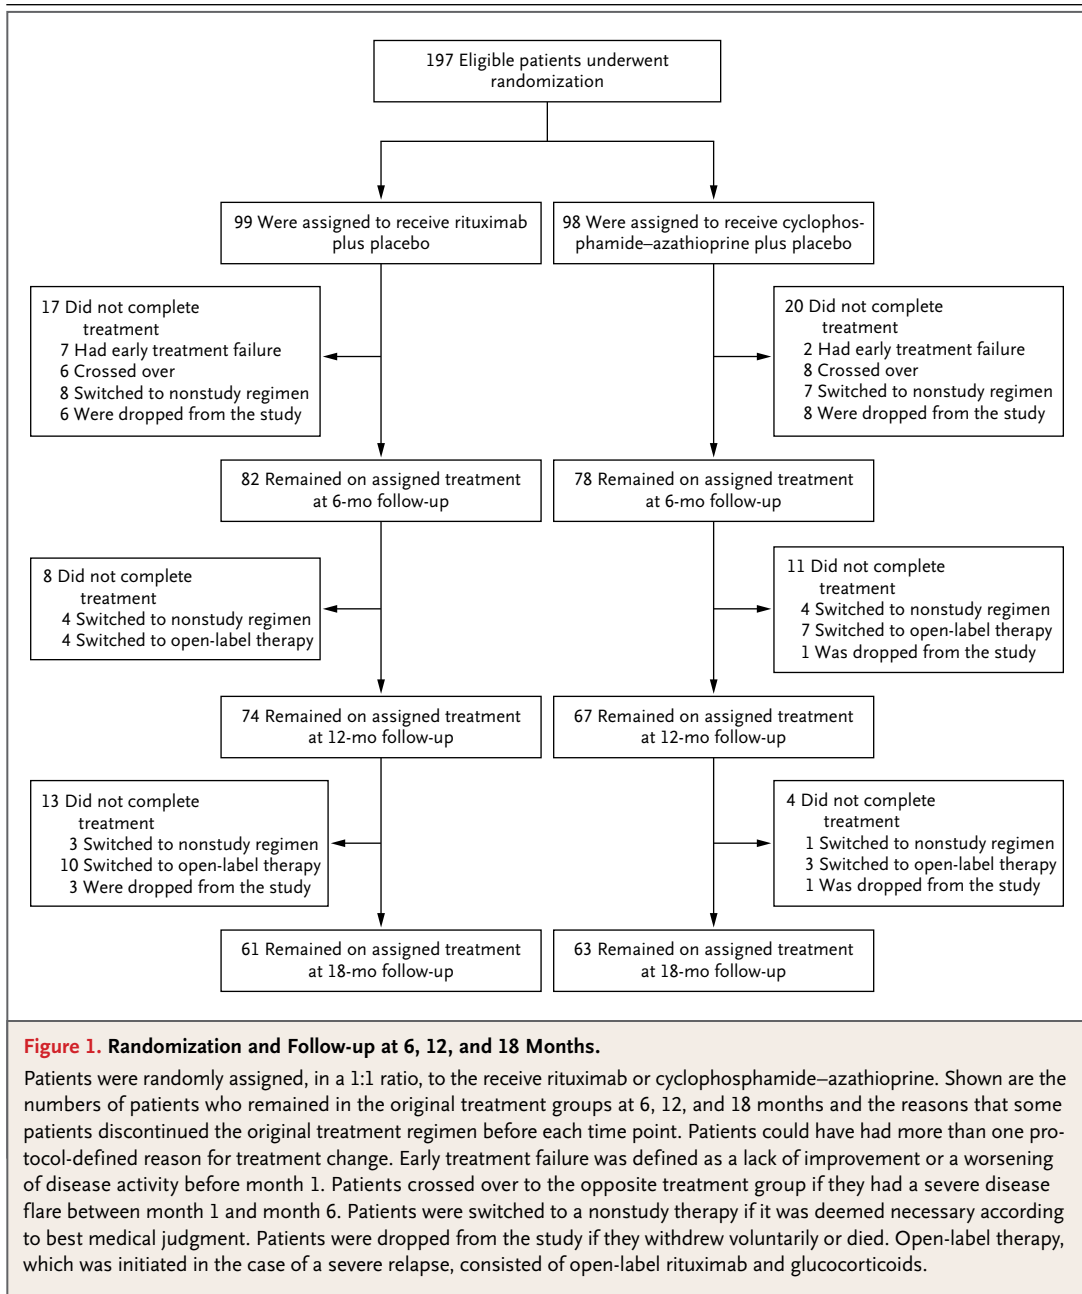 197 Eligible patients underwent
randomization
99 Were assigned to receive rituximab
plus placebo
98 Were assigned to receive cyclophos-
phamide–azathioprine plus placebo
17 Did not complete
treatment
7 Had early treatment failure
6 Crossed over
8 Switched to nonstudy regimen
6 Were dropped from the study
20 Did not complete
treatment
2 Had early treatment failure
8 Crossed over
7 Switched to nonstudy regimen
8 Were dropped from the study
82 Remained on assigned treatment
at 6-mo follow-up
78 Remained on assigned treatment
at 6-mo follow-up
8 Did not complete
treatment
4 Switched to nonstudy regimen
4 Switched to open-label therapy
11 Did not complete
treatment
4 Switched to nonstudy regimen
7 Switched to open-label therapy
1 Was dropped from the study
74 Remained on assigned treatment
at 12-mo follow-up
67 Remained on assigned treatment
at 12-mo follow-up
13 Did not complete
treatment
3 Switched to nonstudy regimen
10 Switched to open-label therapy
3 Were dropped from the study
4 Did not complete
treatment
1 Switched to nonstudy regimen
3 Switched to open-label therapy
1 Was dropped from the study
61 Remained on assigned treatment
at 18-mo follow-up
63 Remained on assigned treatment
at 18-mo follow-up
Figure 1. Randomization and Follow-up at 6, 12, and 18 Months.
Patients were randomly assigned, in a 1:1 ratio, to the receive rituximab or cyclophosphamide–azathioprine. Shown are the
numbers of patients who remained in the original treatment groups at 6, 12, and 18 months and the reasons that some
patients discontinued the original treatment regimen before each time point. Patients could have had more than one pro-
tocol-defined reason for treatment change. Early treatment failure was defined as a lack of improvement or a worsening
of disease activity before month 1. Patients crossed over to the opposite treatment group if they had a severe disease
flare between month 1 and month 6. Patients were switched to a nonstudy therapy if it was deemed necessary according
to best medical judgment. Patients were dropped from the study if they withdrew voluntarily or died. Open-label therapy,
which was initiated in the case of a severe relapse, consisted of open-label rituximab and glucocorticoids.